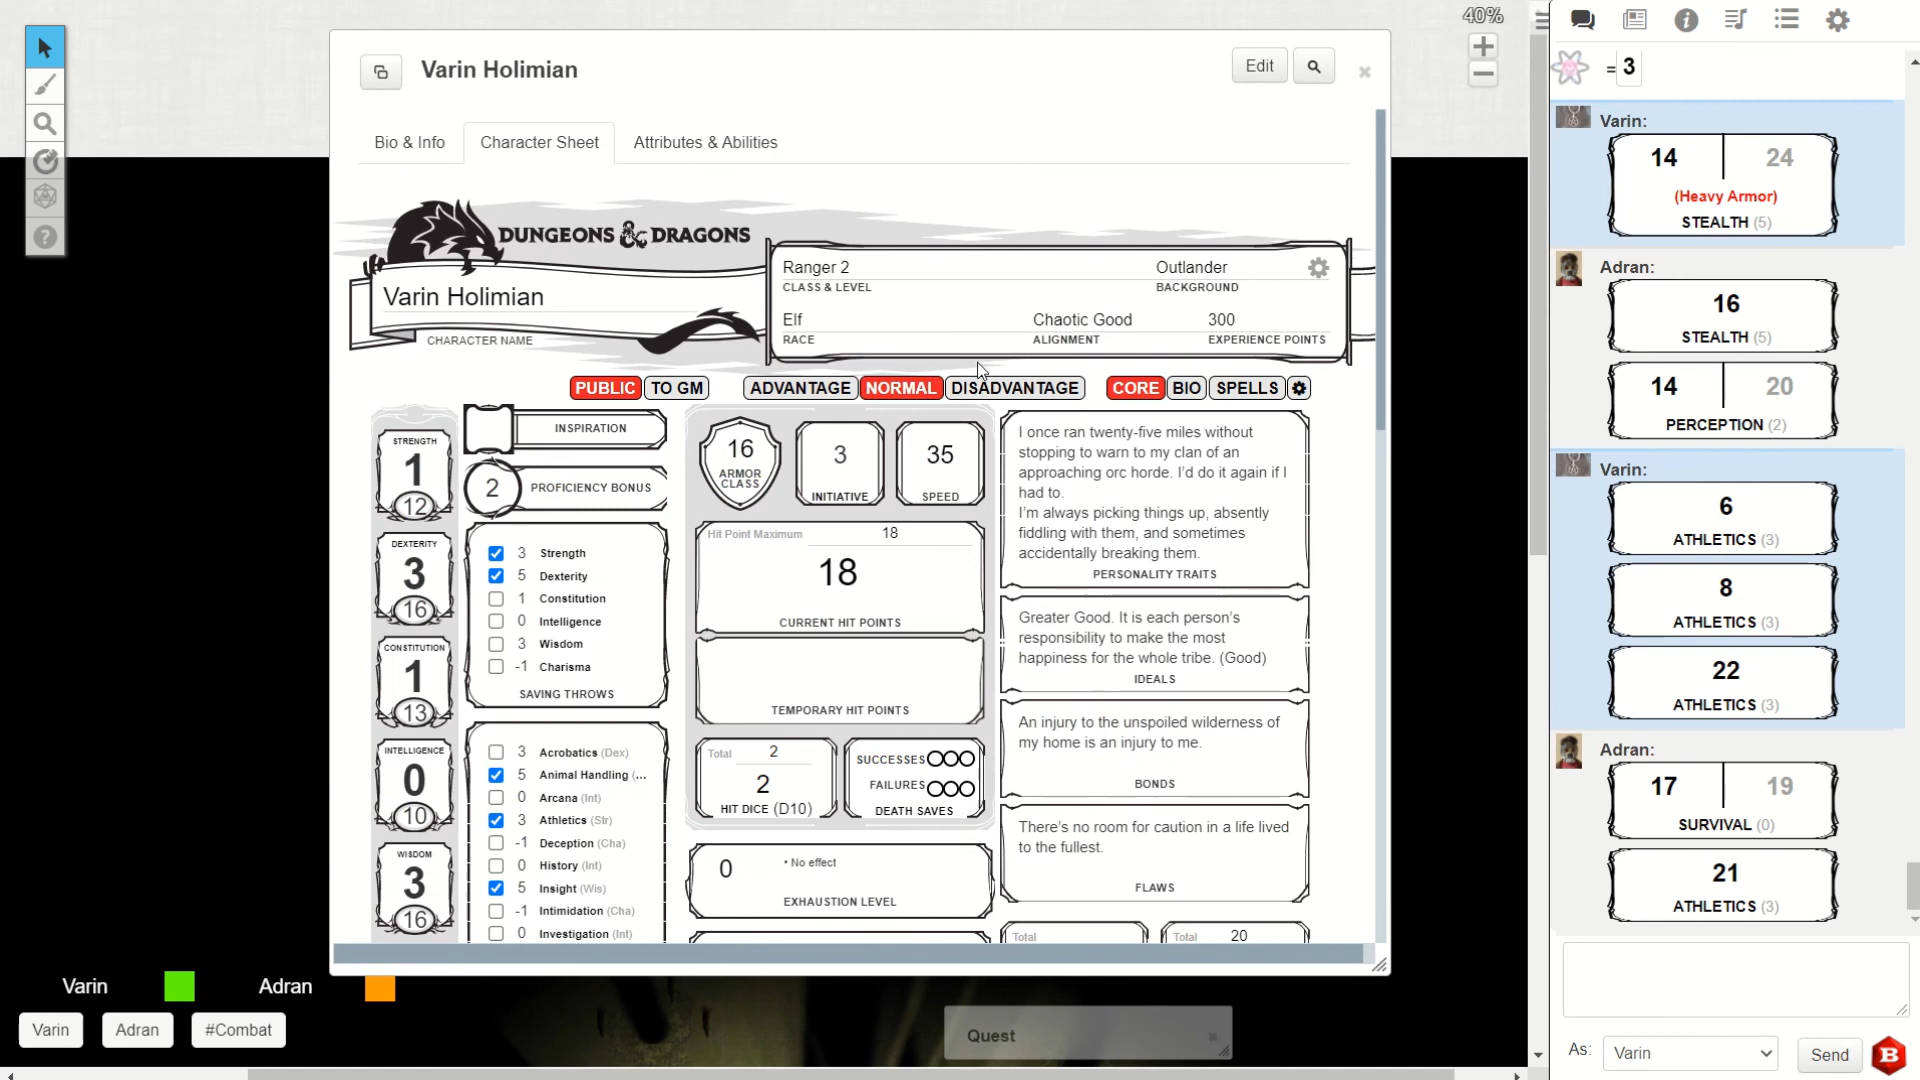 40%
Varin Holimian
Edit
Bio & Info
Character Sheet
Attributes & Abilities
DUNGEONS & DRAGONS
Varin Holimian
CHARACTER NAME
Ranger 2
CLASS & LEVEL
Outlander
BACKGROUND
Elf
RACE
Chaotic Good
ALIGNMENT
300
EXPERIENCE POINTS
PUBLIC
TO GM
ADVANTAGE
NORMAL
DISADVANTAGE
CORE
BIO
SPELLS
STRENGTH
1
12
DEXTERITY
3
16
CONSTITUTION
1
13
INTELLIGENCE
0
10
WISDOM
3
16
INSPIRATION
2
PROFICIENCY BONUS
3 Strength
5 Dexterity
1 Constitution
0 Intelligence
3 Wisdom
-1 Charisma
SAVING THROWS
3 Acrobatics (Dex)
5 Animal Handling (...
0 Arcana (Int)
3 Athletics (Str)
-1 Deception (Cha)
0 History (Int)
5 Insight (Wis)
-1 Intimidation (Cha)
0 Investigation (Int)
16
ARMOR
CLASS
3
INITIATIVE
35
SPEED
Hit Point Maximum 18
18
CURRENT HIT POINTS
TEMPORARY HIT POINTS
Total 2
2
HIT DICE (D10)
SUCCESSES
FAILURES
DEATH SAVES
0
• No effect
EXHAUSTION LEVEL
I once ran twenty-five miles without
stopping to warn to my clan of an
approaching orc horde. I'd do it again if I
had to.
I'm always picking things up, absently
fiddling with them, and sometimes
accidentally breaking them.
PERSONALITY TRAITS
Greater Good. It is each person's
responsibility to make the most
happiness for the whole tribe. (Good)
IDEALS
An injury to the unspoiled wilderness of
my home is an injury to me.
BONDS
There's no room for caution in a life lived
to the fullest.
FLAWS
Total
Total 20
Varin
Adran
Varin
Adran
#Combat
Quest
= 3
Varin:
14 24
(Heavy Armor)
STEALTH (5)
Adran:
16
STEALTH (5)
14 20
PERCEPTION (2)
Varin:
6
ATHLETICS (3)
8
ATHLETICS (3)
22
ATHLETICS (3)
Adran:
17 19
SURVIVAL (0)
21
ATHLETICS (3)
As:
Varin
Send
B